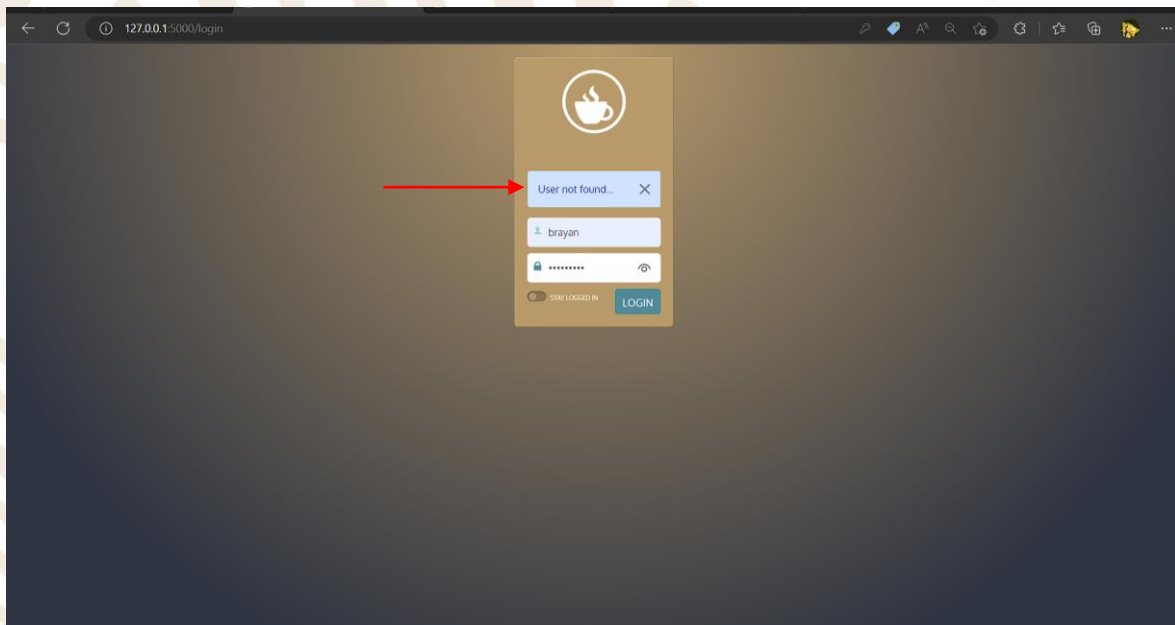 127.0.0.1:5000/login
User not found...
brayan
STAY LOGGED IN
LOGIN